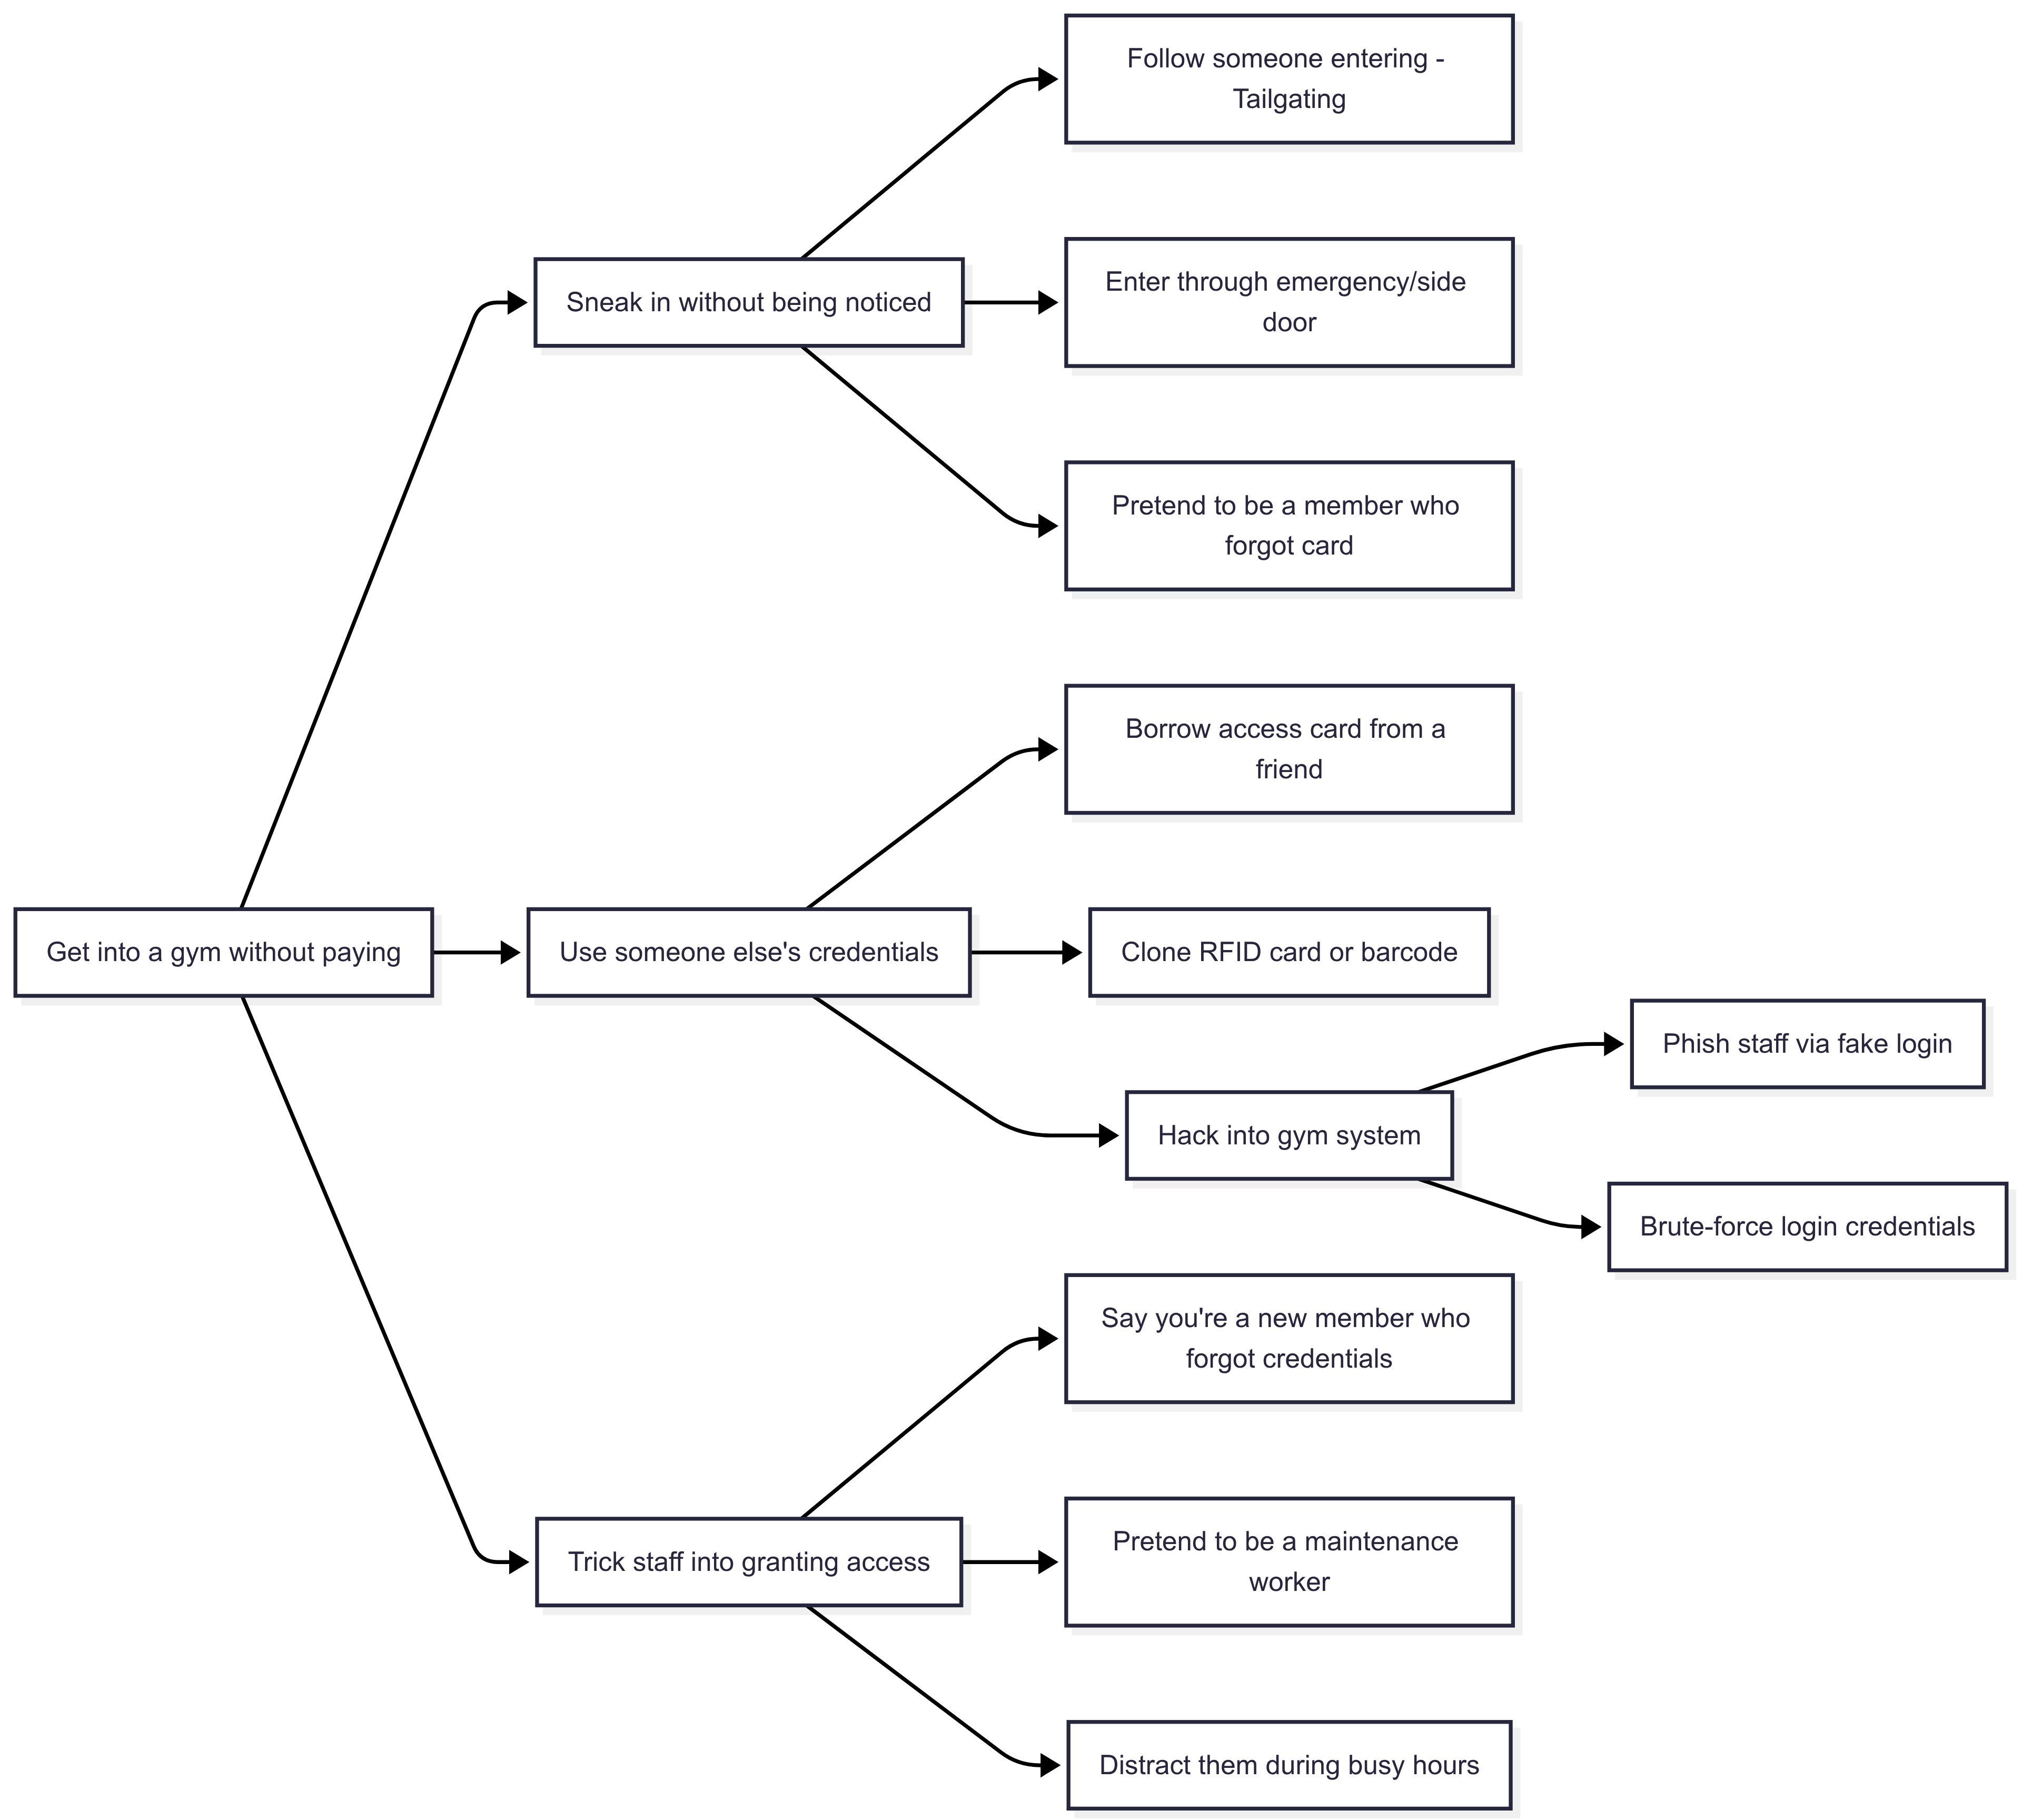 Follow someone entering -
Tailgating
Sneak in without being noticed
Enter through emergency/side
door
Pretend to be a member who
forgot card
Borrow access card from a
friend
Get into a gym without paying
Use someone else's credentials
Clone RFID card or barcode
Phish staff via fake login
Hack into gym system
Brute-force login credentials
Say you're a new member who
forgot credentials
Trick staff into granting access
Pretend to be a maintenance
worker
Distract them during busy hours